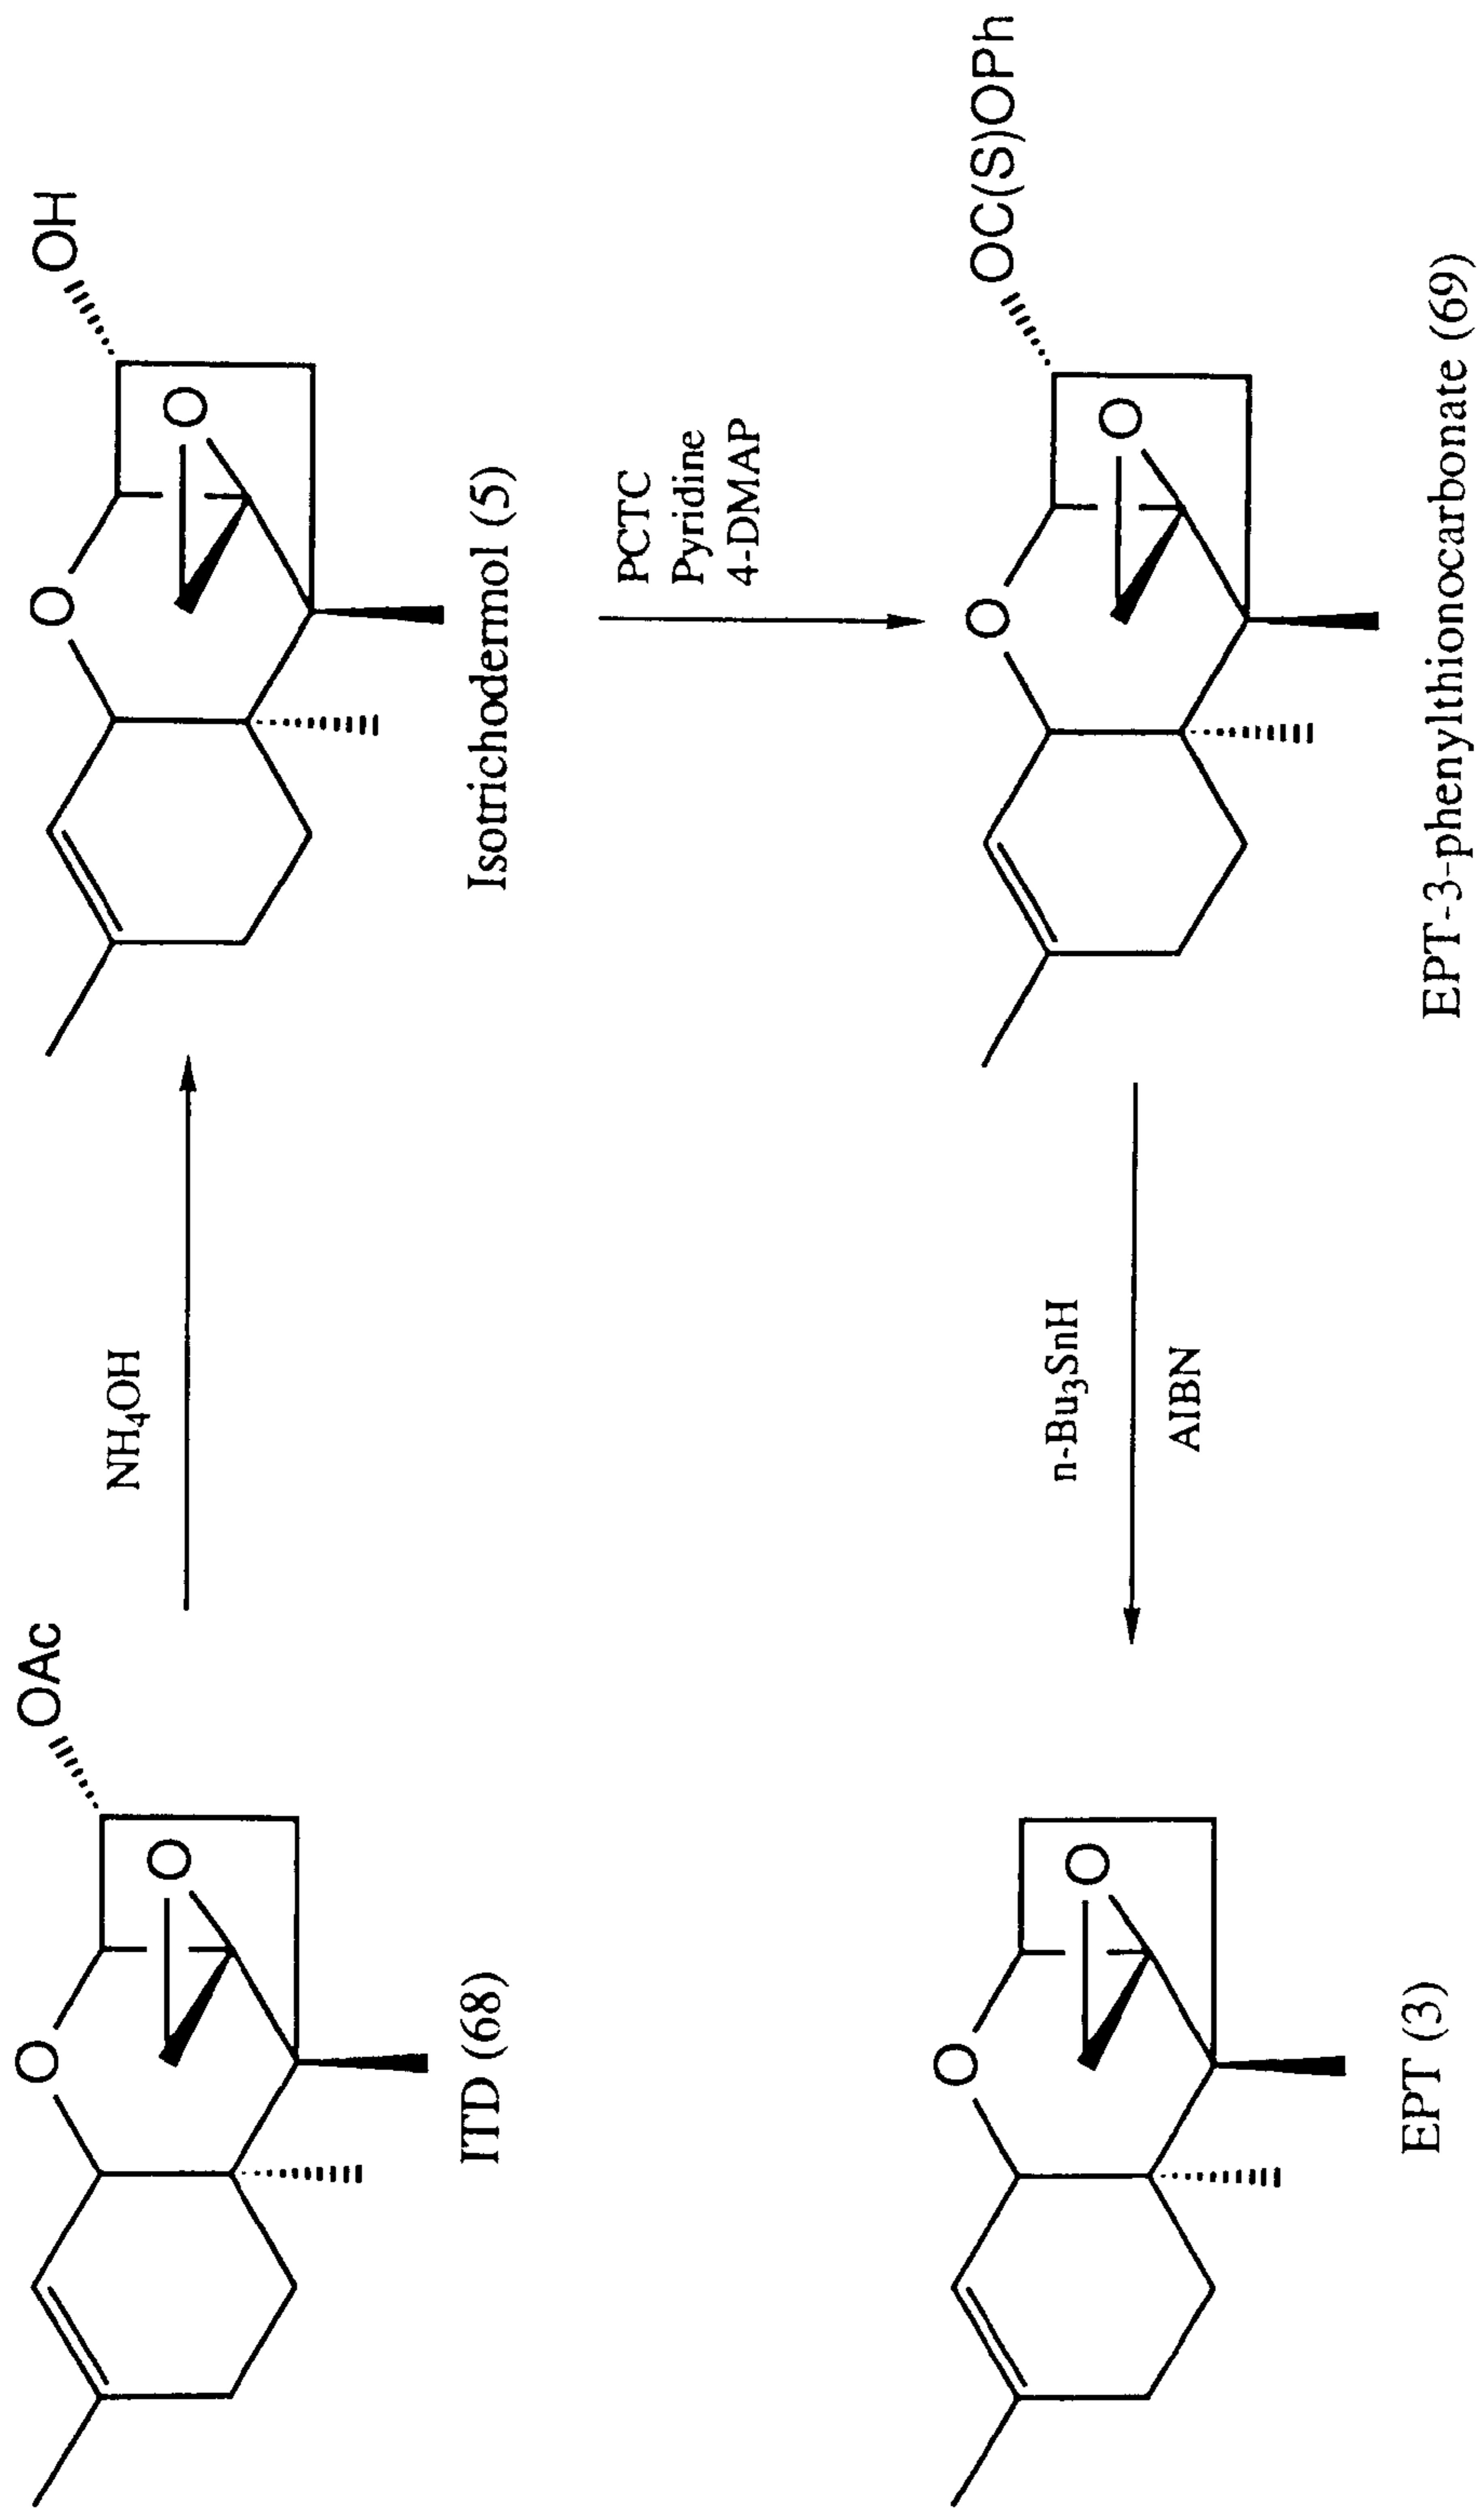 O
OAc
O
ITD (68)
NH₄OH
O
OH
O
Isotrichodermol (5)
PCTC
Pyridine
4-DMAP
O
OC(S)OPh
O
EPT-3-phenylthionocarbonate (69)
n-Bu₃SnH
AIBN
O
O
EPT (3)